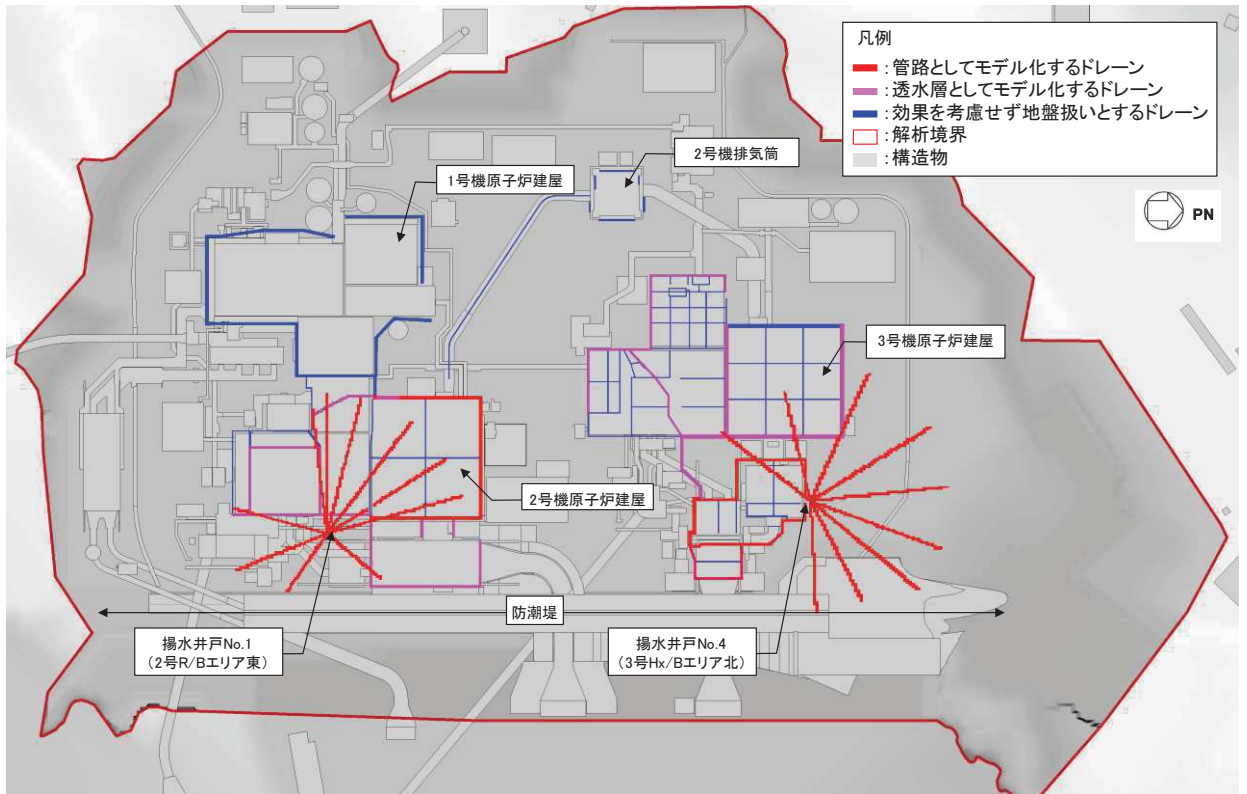 凡例
：管路としてモデル化するドレーン
：透水層としてモデル化するドレーン
：効果を考慮せず地盤扱いとするドレーン
：解析境界
：構造物
PN
2号機排気筒
1号機原子炉建屋
3号機原子炉建屋
2号機原子炉建屋
防潮堤
揚水井戸No.1
（2号R/Bエリア東）
揚水井戸No.4
（3号Hx/Bエリア北）